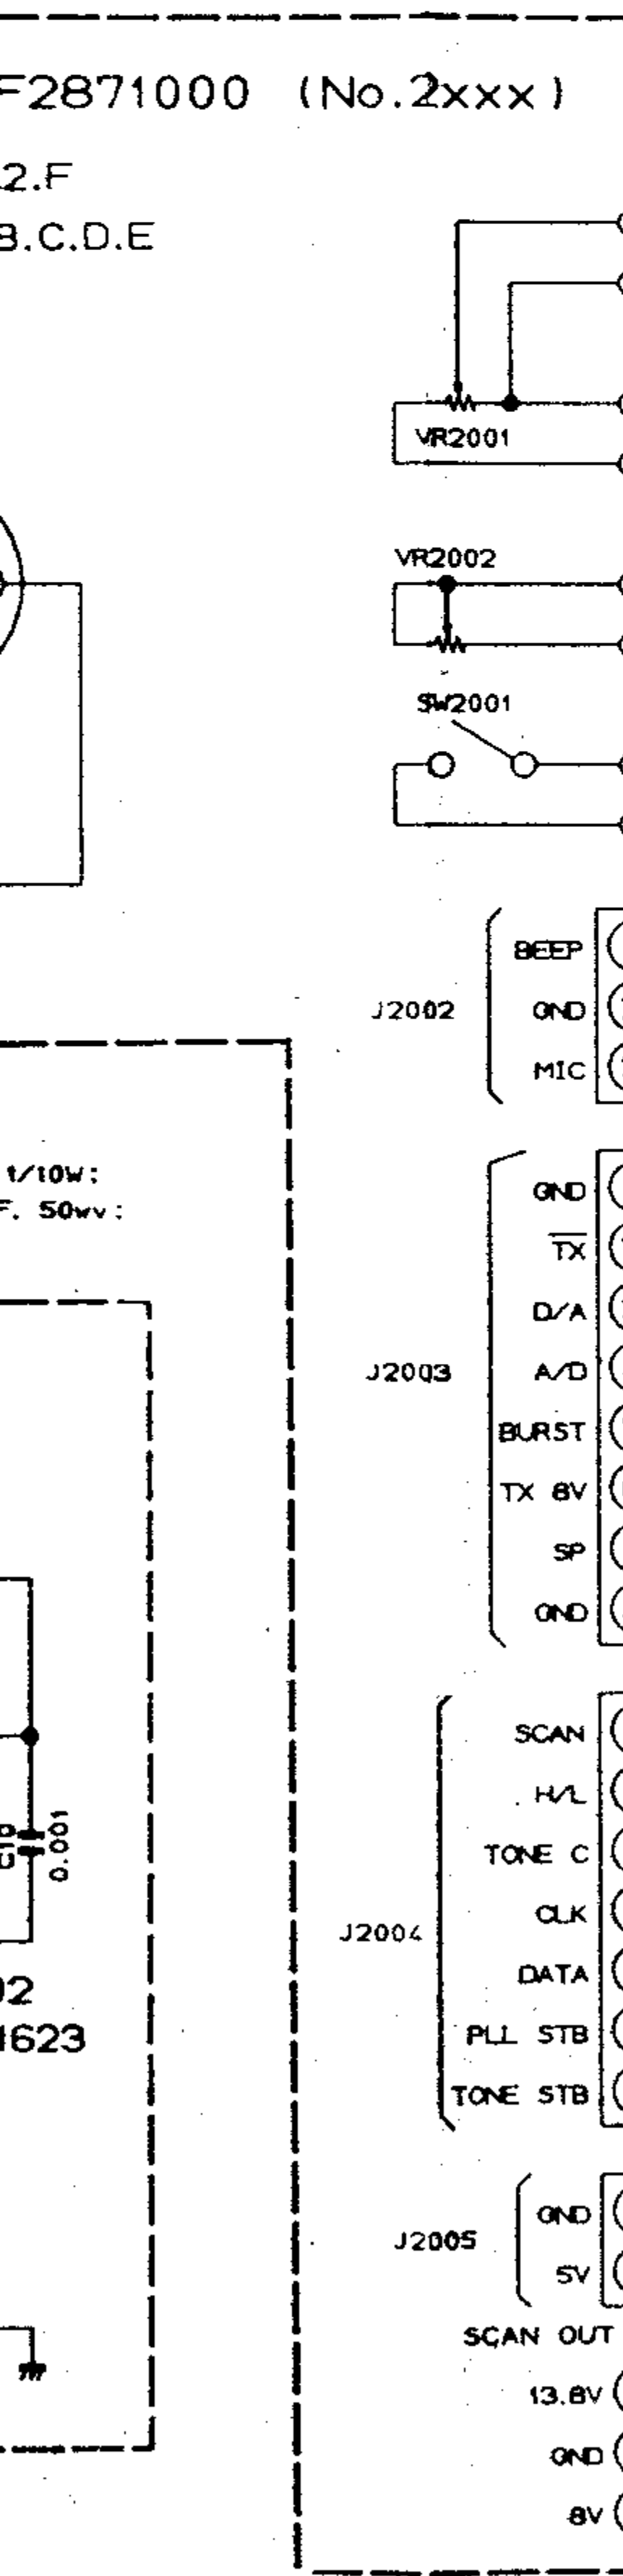 F2871000 (No.2xxx)
2.F
B.C.D.E
VR2001
VR2002
SW2001
J2002
BEEP
GND
MIC
1/10W:
F. 50wv:
J2003
GND
TX
D/A
A/D
BURST
TX 8V
SP
GND
C10
0.001
02
1623
J2004
SCAN
H/L
TONE C
CLK
DATA
PLL STB
TONE STB
J2005
GND
5V
SCAN OUT
13.8V
GND
8V